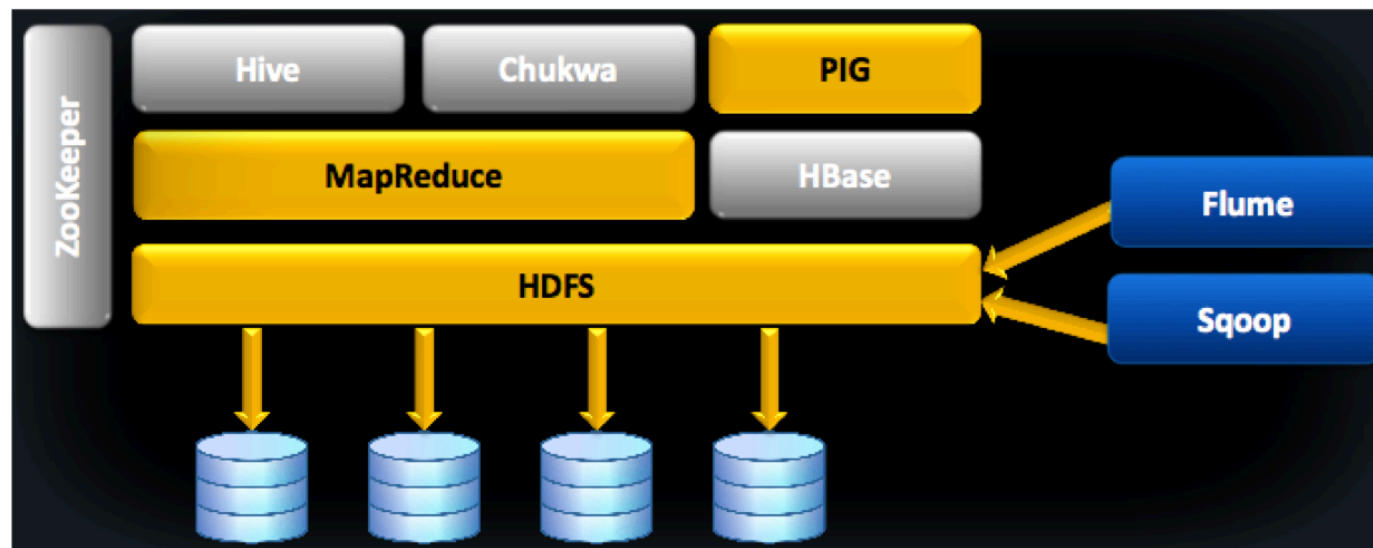 ZooKeeper
Hive
Chukwa
PIG
MapReduce
HBase
HDFS
Flume
Sqoop